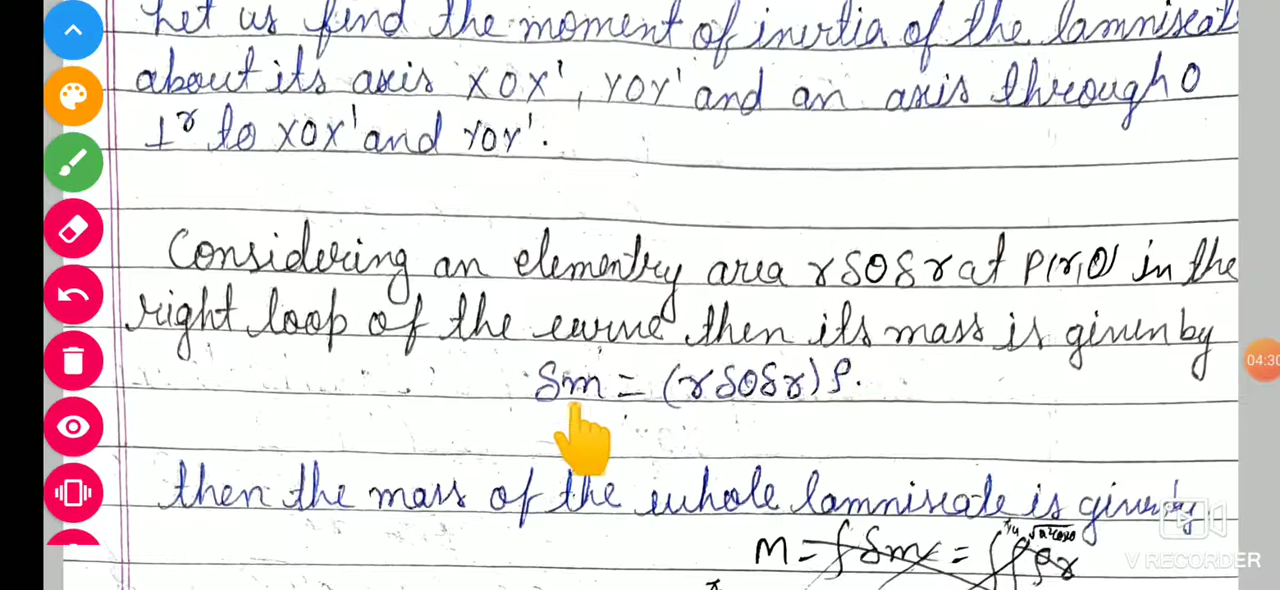 Let us find the moment of inertia of the lamniscat
about its axis XOX', YOY' and an axis through O
⊥r to XOX' and YOY'.
Considering an elementry area rδθδr at P(r,θ) in the
right loop of the curve then its mass is given by
δm = (rδθδr)ρ.
04:30
then the mass of the whole lamniscate is given by
M = ∫δm = ∫∫ρr
V RECORDER